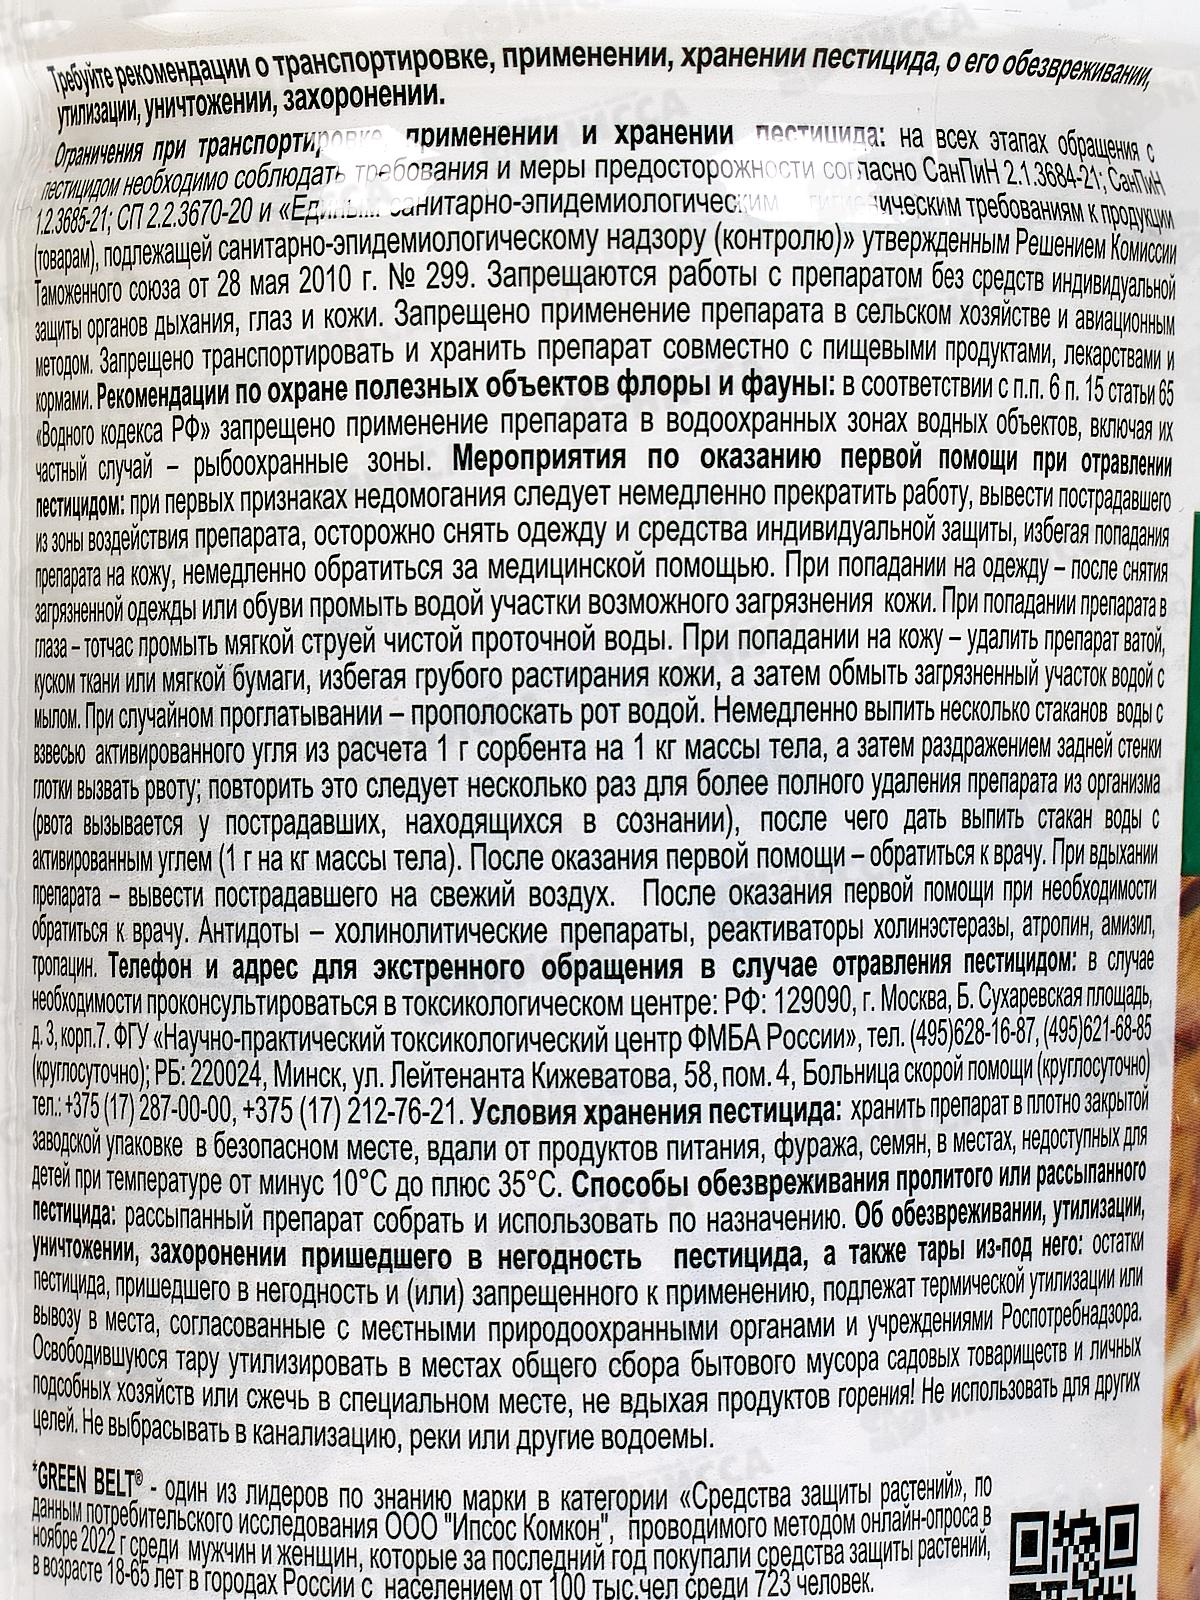 Требуйте рекомендации о транспортировке, применении, хранении пестицида, о его обезвреживании,
утилизации, уничтожении, захоронении.
Ограничения при транспортировке, применении и хранении пестицида: на всех этапах обращения с
пестицидом необходимо соблюдать требования и меры предосторожности согласно СанПиН 2.1.3684-21; СанПиН
1.2.3685-21; СП 2.2.3670-20 и «Единым санитарно-эпидемиологическим гигиеническим требованиям к продукции
(товарам), подлежащей санитарно-эпидемиологическому надзору (контролю)» утвержденным Решением Комиссии
Таможенного союза от 28 мая 2010 г. № 299. Запрещаются работы с препаратом без средств индивидуальной
защиты органов дыхания, глаз и кожи. Запрещено применение препарата в сельском хозяйстве и авиационным
методом. Запрещено транспортировать и хранить препарат совместно с пищевыми продуктами, лекарствами и
кормами. Рекомендации по охране полезных объектов флоры и фауны: в соответствии с п.п. 6 п. 15 статьи 65
«Водного кодекса РФ» запрещено применение препарата в водоохранных зонах водных объектов, включая их
частный случай – рыбоохранные зоны. Мероприятия по оказанию первой помощи при отравлении
пестицидом: при первых признаках недомогания следует немедленно прекратить работу, вывести пострадавшего
из зоны воздействия препарата, осторожно снять одежду и средства индивидуальной защиты, избегая попадания
препарата на кожу, немедленно обратиться за медицинской помощью. При попадании на одежду – после снятия
загрязненной одежды или обуви промыть водой участки возможного загрязнения кожи. При попадании препарата в
глаза – тотчас промыть мягкой струей чистой проточной воды. При попадании на кожу – удалить препарат ватой,
куском ткани или мягкой бумаги, избегая грубого растирания кожи, а затем обмыть загрязненный участок водой с
мылом. При случайном проглатывании – прополоскать рот водой. Немедленно выпить несколько стаканов воды с
взвесью активированного угля из расчета 1 г сорбента на 1 кг массы тела, а затем раздражением задней стенки
глотки вызвать рвоту; повторить это следует несколько раз для более полного удаления препарата из организма
(рвота вызывается у пострадавших, находящихся в сознании), после чего дать выпить стакан воды с
активированным углем (1 г на кг массы тела). После оказания первой помощи – обратиться к врачу. При вдыхании
препарата – вывести пострадавшего на свежий воздух. После оказания первой помощи при необходимости
обратиться к врачу. Антидоты – холинолитические препараты, реактиваторы холинэстеразы, атропин, амизил,
тропацин. Телефон и адрес для экстренного обращения в случае отравления пестицидом: в случае
необходимости проконсультироваться в токсикологическом центре: РФ: 129090, г. Москва, Б. Сухаревская площадь,
д. 3, корп.7. ФГУ «Научно-практический токсикологический центр ФМБА России», тел. (495)628-16-87, (495)621-68-85
(круглосуточно); РБ: 220024, Минск, ул. Лейтенанта Кижеватова, 58, пом. 4, Больница скорой помощи (круглосуточно)
тел.: +375 (17) 287-00-00, +375 (17) 212-76-21. Условия хранения пестицида: хранить препарат в плотно закрытой
заводской упаковке в безопасном месте, вдали от продуктов питания, фуража, семян, в местах, недоступных для
детей при температуре от минус 10°С до плюс 35°С. Способы обезвреживания пролитого или рассыпанного
пестицида: рассыпанный препарат собрать и использовать по назначению. Об обезвреживании, утилизации,
уничтожении, захоронении пришедшего в негодность пестицида, а также тары из-под него: остатки
пестицида, пришедшего в негодность и (или) запрещенного к применению, подлежат термической утилизации или
вывозу в места, согласованные с местными природоохранными органами и учреждениями Роспотребнадзора.
Освободившуюся тару утилизировать в местах общего сбора бытового мусора садовых товариществ и личных
подсобных хозяйств или сжечь в специальном месте, не вдыхая продуктов горения! Не использовать для других
целей. Не выбрасывать в канализацию, реки или другие водоемы.
*GREEN BELT® - один из лидеров по знанию марки в категории «Средства защиты растений», по
данным потребительского исследования ООО "Ипсос Комкон", проводимого методом онлайн-опроса в
ноябре 2022 г среди мужчин и женщин, которые за последний год покупали средства защиты растений,
в возрасте 18-65 лет в городах России с населением от 100 тыс.чел среди 723 человек.